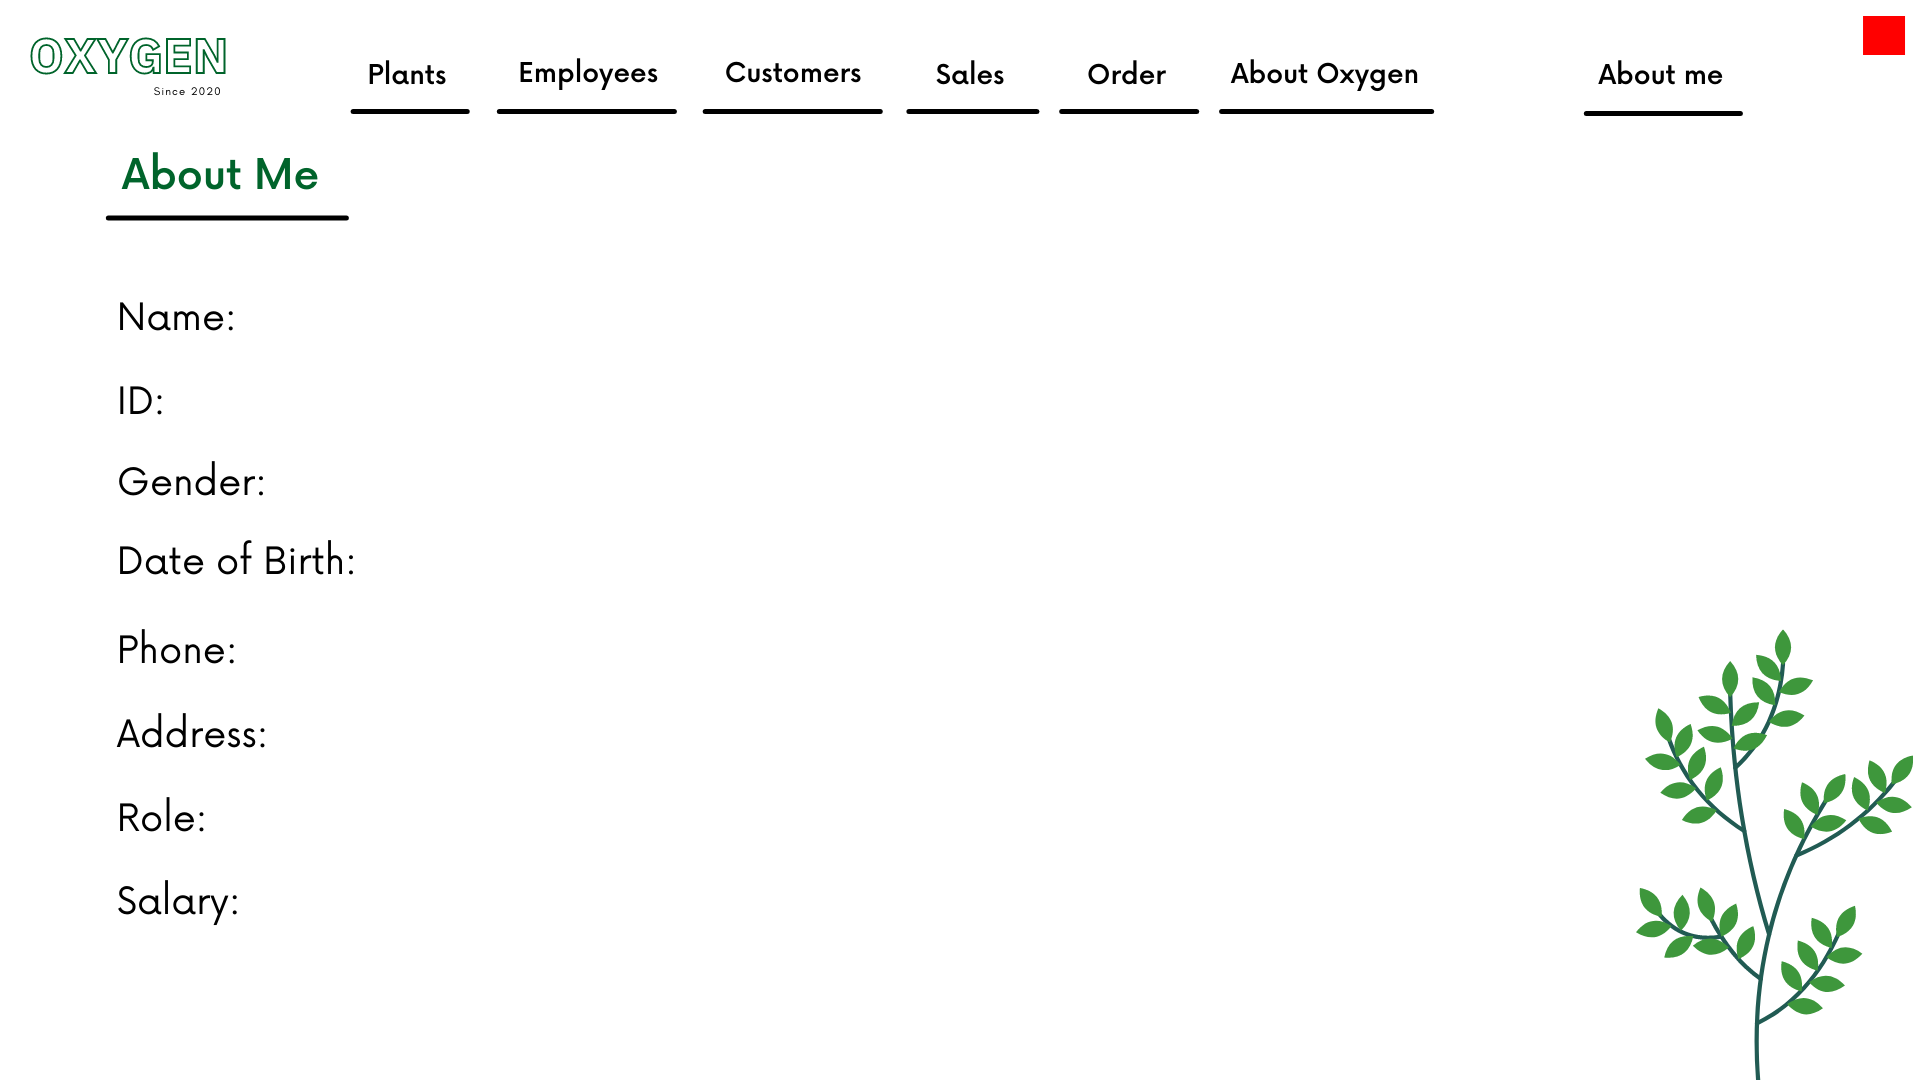 OXYGEN
Since 2020
Plants Employees Customers Sales Order About Oxygen About me
About Me
Name:
ID:
Gender:
Date of Birth:
Phone:
Address:
Role:
Salary: